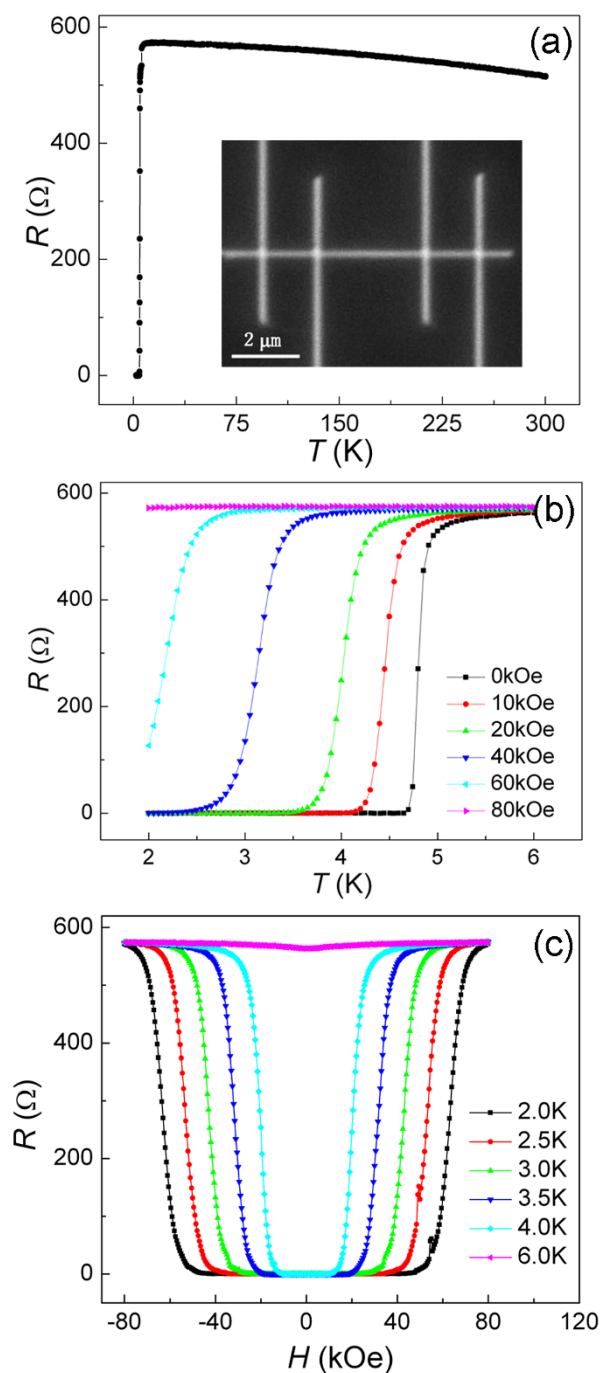 (a)
600
400
200
0
R (Ω)
2 μm
0 75 150 225 300
T (K)
(b)
600
400
200
0
R (Ω)
0kOe
10kOe
20kOe
40kOe
60kOe
80kOe
2 3 4 5 6
T (K)
(c)
600
400
200
0
R (Ω)
2.0K
2.5K
3.0K
3.5K
4.0K
6.0K
-80 -40 0 40 80 120
H (kOe)